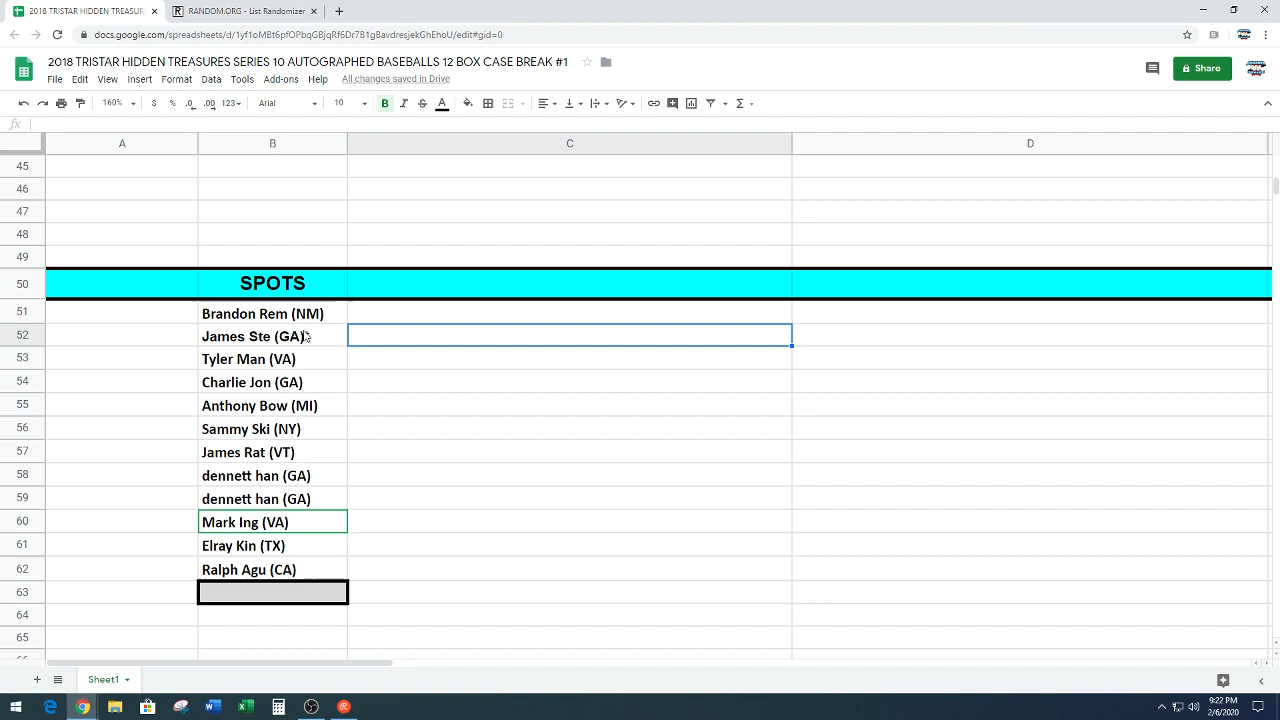 2018 TRISTAR HIDDEN TREASUR
RANDOM.ORG - List Randomizer
docs.google.com/spreadsheets/d/1yf1oMBt6pfOPbqGBjqRf6Dr7B1g8avdresjekGhEhoU/edit#gid=0
2018 TRISTAR HIDDEN TREASURES SERIES 10 AUTOGRAPHED BASEBALLS 12 BOX CASE BREAK #1
File Edit View Insert Format Data Tools Add-ons Help All changes saved in Drive
Share
160% $ % .0 .00 123 Arial 10 B I S A
fx
A B C D
45
46
47
48
49
50 SPOTS
51 Brandon Rem (NM)
52 James Ste (GA)
53 Tyler Man (VA)
54 Charlie Jon (GA)
55 Anthony Bow (MI)
56 Sammy Ski (NY)
57 James Rat (VT)
58 dennett han (GA)
59 dennett han (GA)
60 Mark Ing (VA)
61 Elray Kin (TX)
62 Ralph Agu (CA)
63
64
65
Sheet1
9:22 PM
2/6/2020